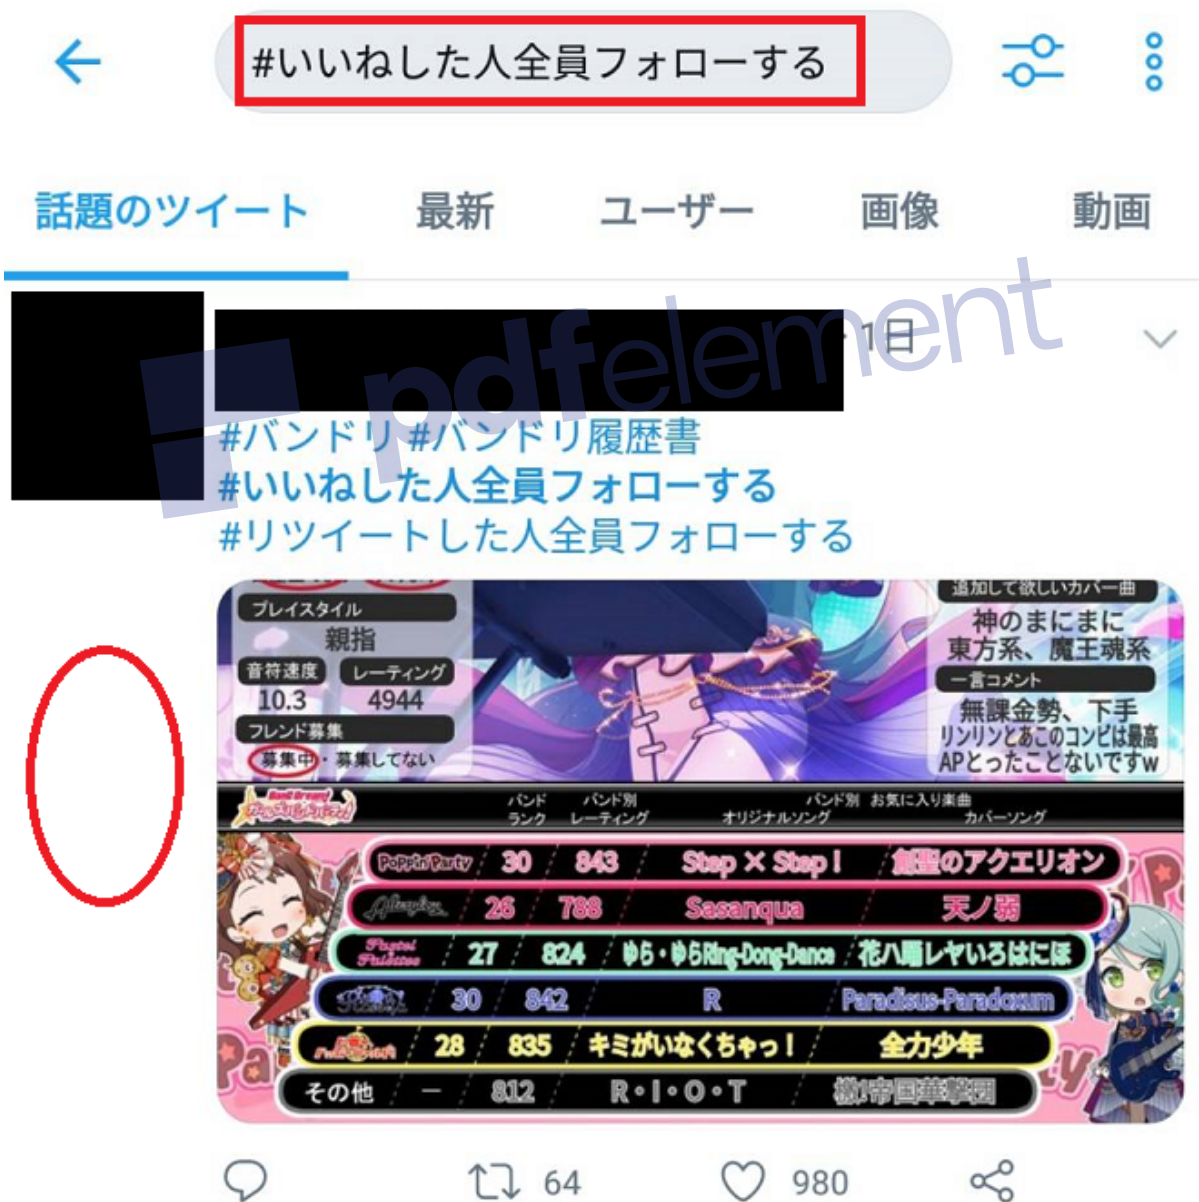 #いいねした人全員フォローする
話題のツイート 最新 ユーザー 画像 動画
・1日
pdfelement
#バンドリ #バンドリ履歴書
#いいねした人全員フォローする
#リツイートした人全員フォローする
プレイスタイル
親指
音符速度 レーティング
10.3 4944
フレンド募集
募集中・募集してない
追加して欲しいカバー曲
神のまにまに
東方系、魔王魂系
一言コメント
無課金勢、下手
リンリンとあこのコンビは最高
APとったことないですw
バンドランク バンド別レーティング バンド別 お気に入り楽曲
オリジナルソング カバーソング
Poppin'Party 30 843 Step × Step! 創聖のアクエリオン
Afterglow 26 788 Sasanqua 天ノ弱
Pastel Palettes 27 824 ゆら・ゆらRing-Dong-Dance 花ハ踊レヤいろはにほ
Roselia 30 842 R Paradisus-Paradoxum
28 835 キミがいなくちゃっ! 全力少年
その他 — 812 R・I・O・T 檄!帝国華撃団
64 980